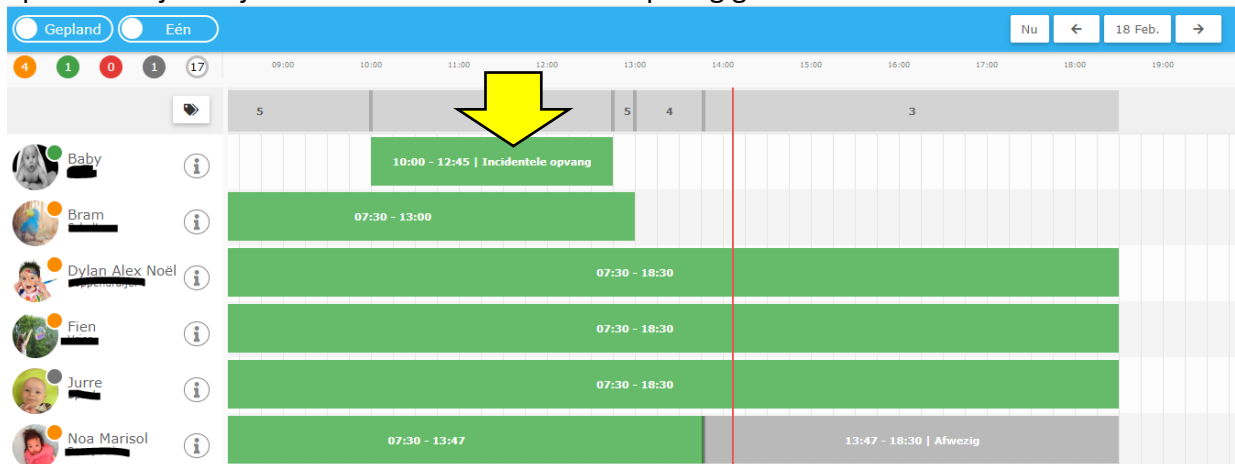 Gepland Eén Nu ← 18 Feb. →
4 1 0 1 17 09:00 10:00 11:00 12:00 13:00 14:00 15:00 16:00 17:00 18:00 19:00
5 5 4 3
Baby 10:00 - 12:45 | Incidentele opvang
Bram 07:30 - 13:00
Dylan Alex Noël 07:30 - 18:30
Fien 07:30 - 18:30
Jurre 07:30 - 18:30
Noa Marisol 07:30 - 13:47 13:47 - 18:30 | Afwezig